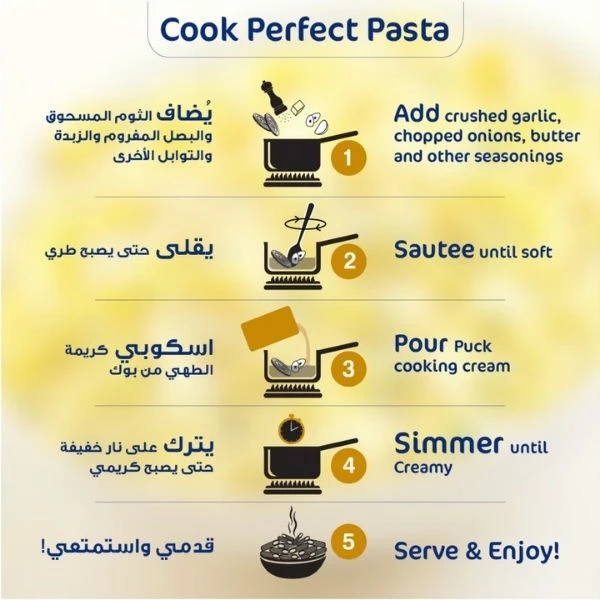 Cook Perfect Pasta
يُضاف الثوم المسحوق
والبصل المفروم والزبدة
والتوابل الأخرى
1
Add crushed garlic,
chopped onions, butter
and other seasonings
يقلى حتى يصبح طري
2
Sautee until soft
اسكوبي كريمة
الطهي من بوك
3
Pour Puck
cooking cream
يترك على نار خفيفة
حتى يصبح كريمي
4
Simmer until
Creamy
قدمي واستمتعي!
5
Serve & Enjoy!